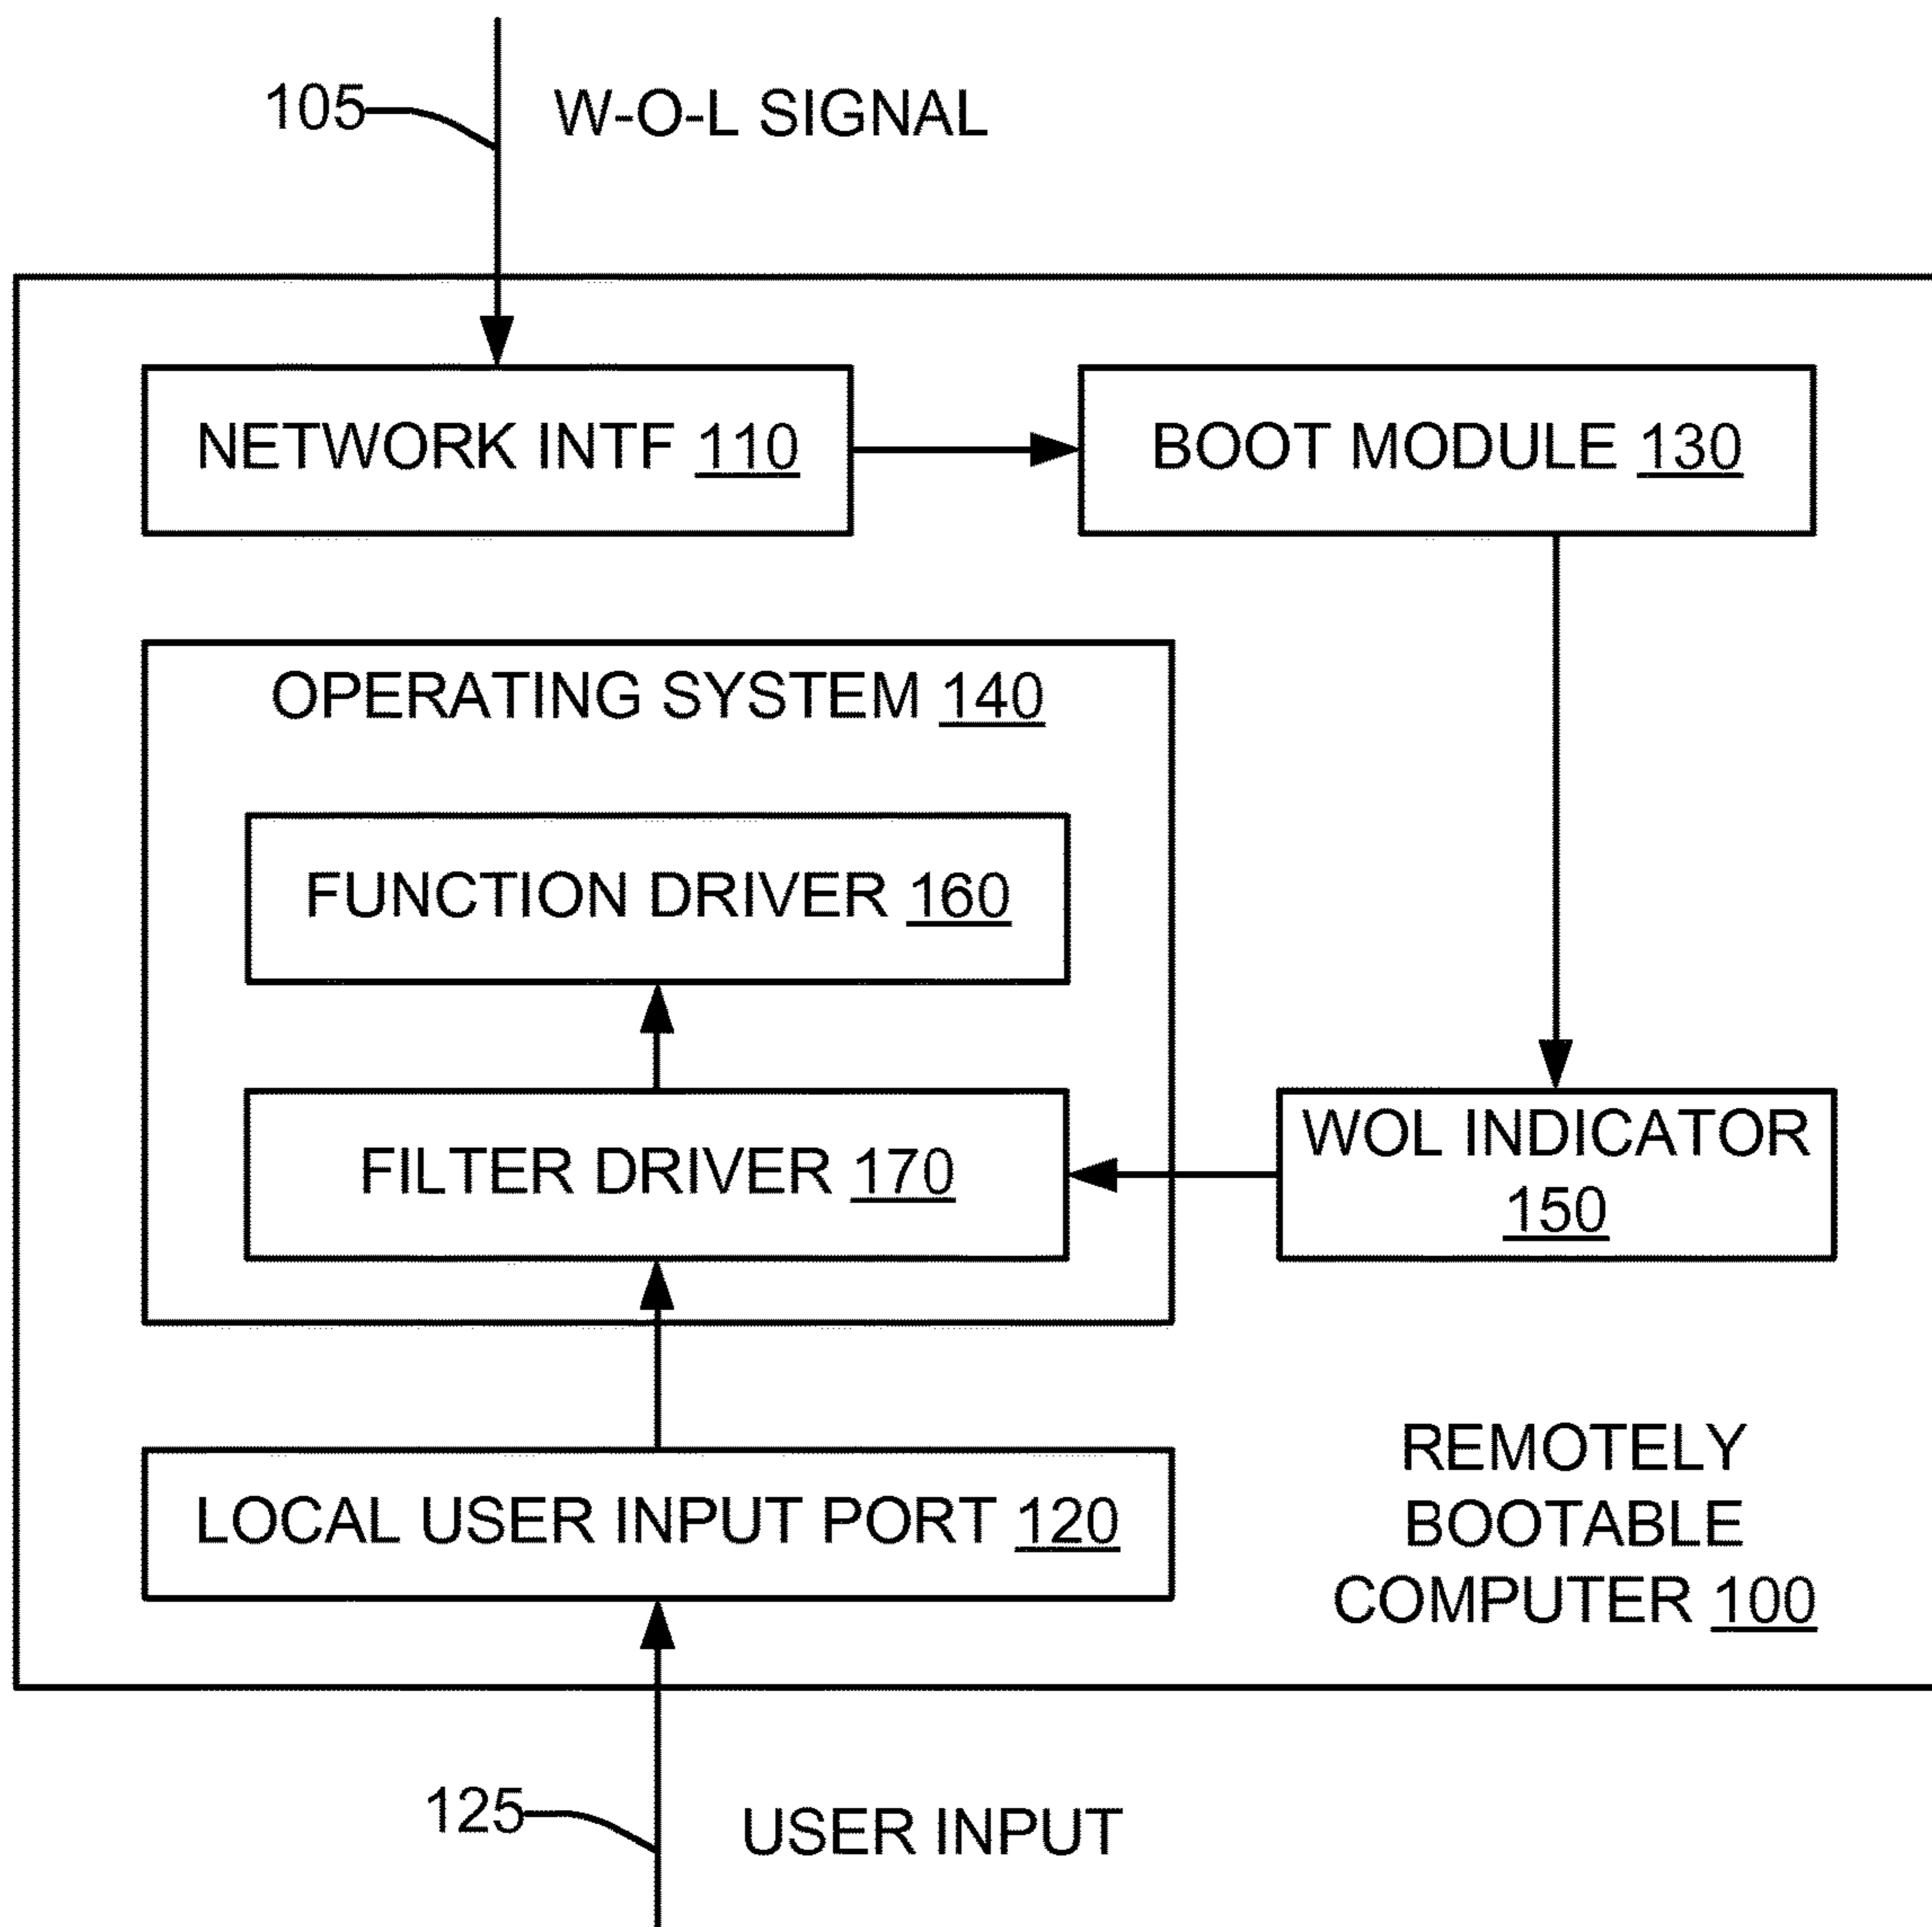 105
W-O-L SIGNAL
NETWORK INTF 110
BOOT MODULE 130
OPERATING SYSTEM 140
FUNCTION DRIVER 160
FILTER DRIVER 170
WOL INDICATOR
150
LOCAL USER INPUT PORT 120
REMOTELY
BOOTABLE
COMPUTER 100
125
USER INPUT